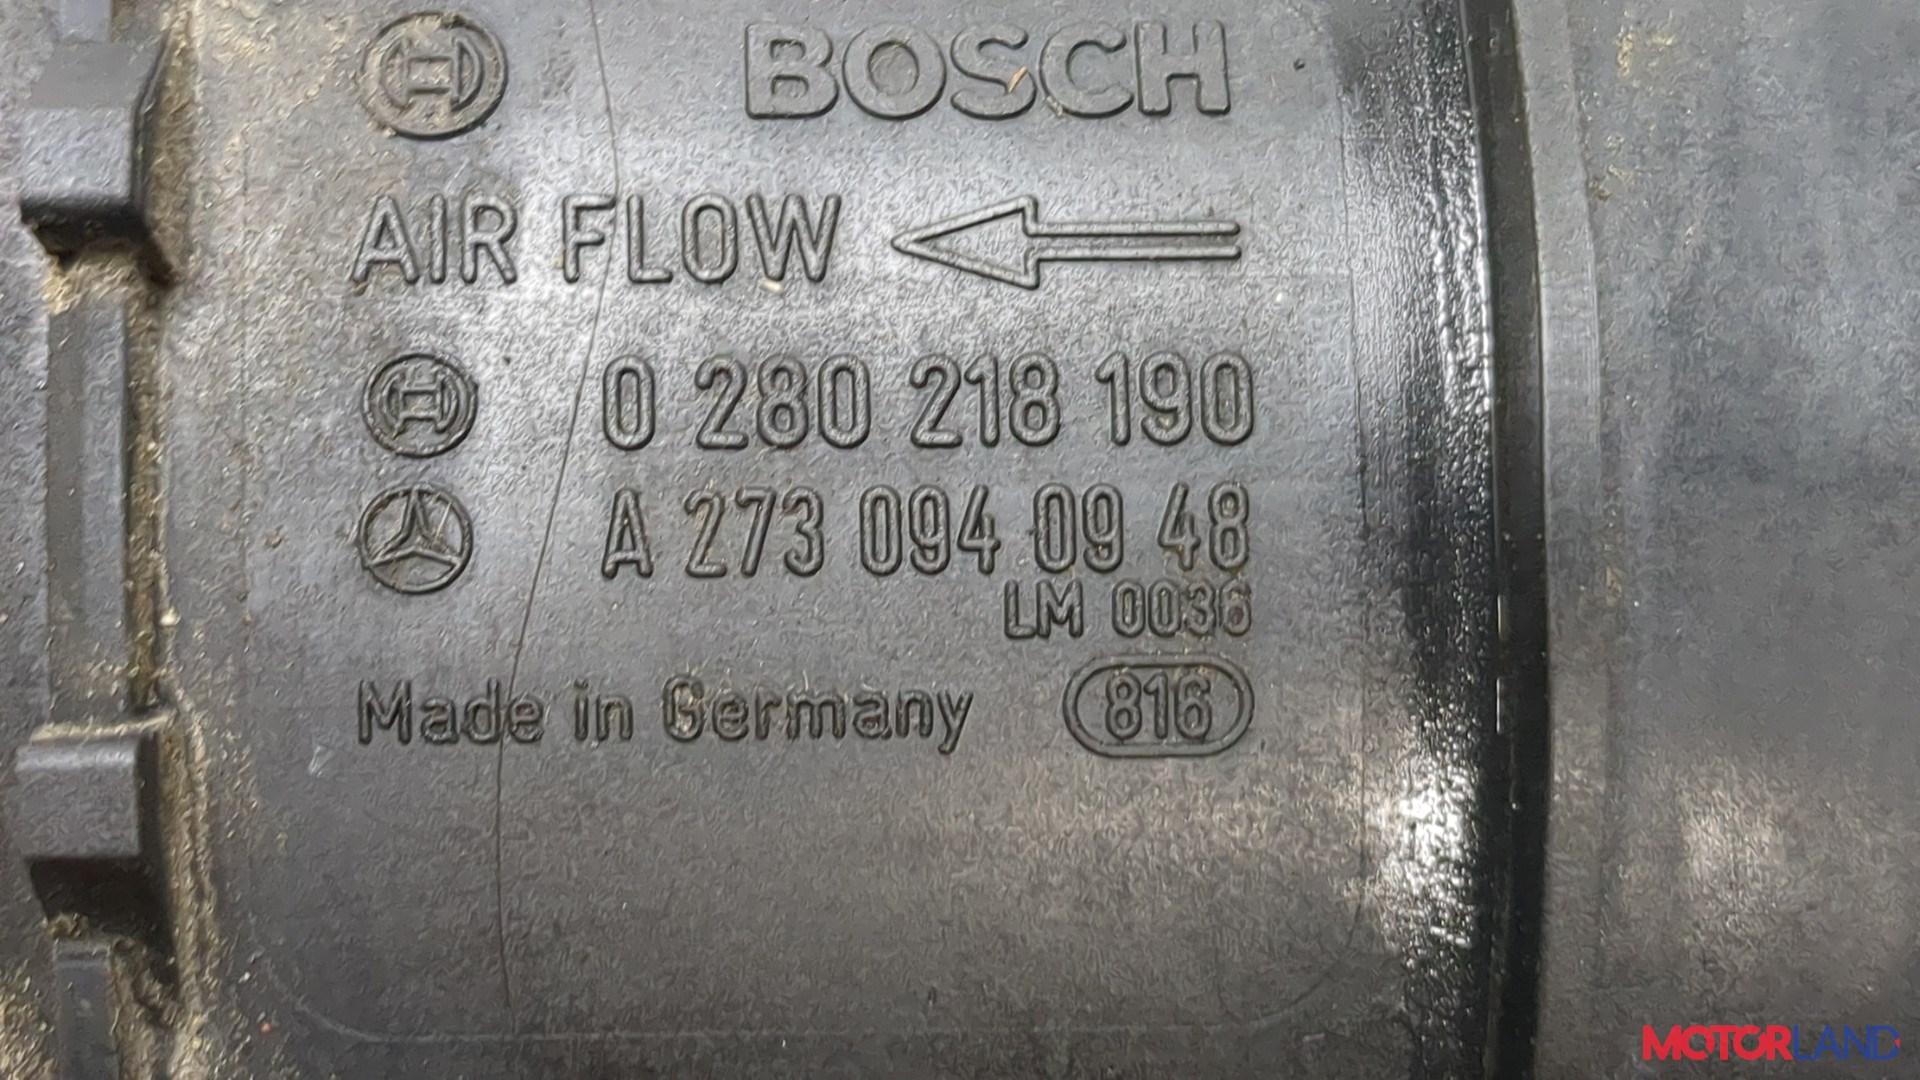 BOSCH
AIR FLOW
0 280 218 190
A 273 094 09 48
LM 0036
Made in Germany 816
MOTORLAND